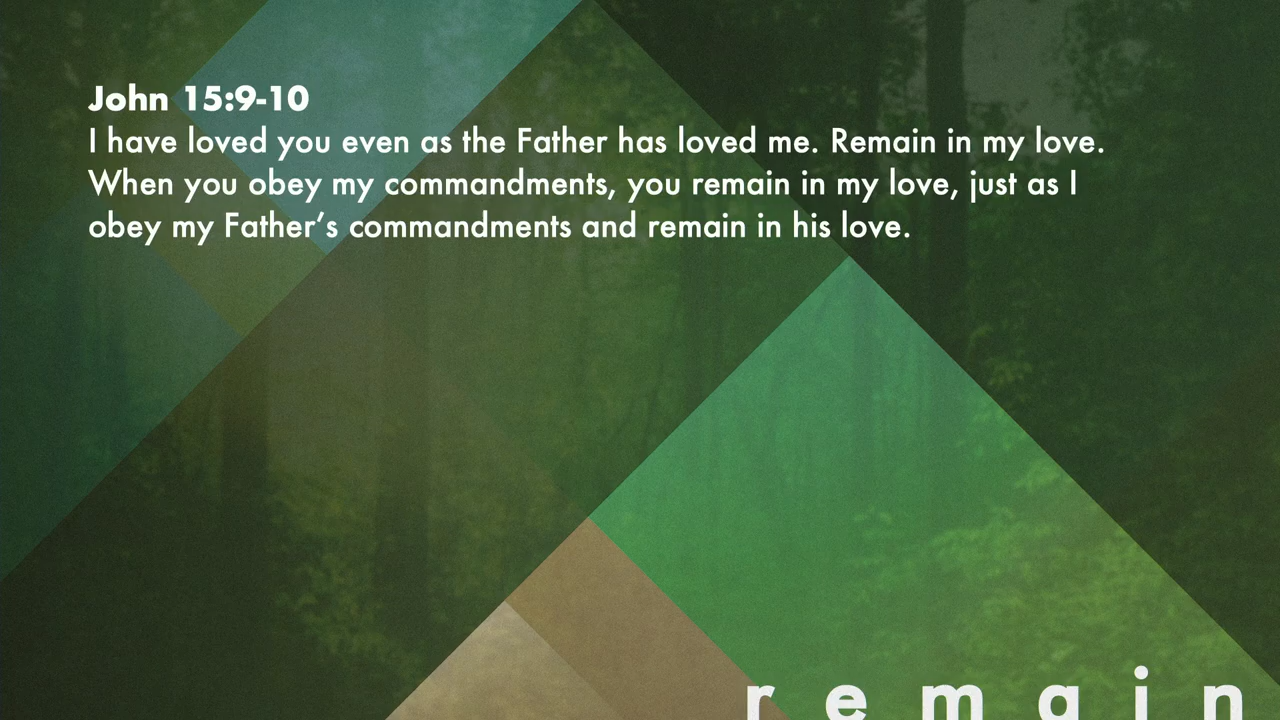 John 15:9-10
I have loved you even as the Father has loved me. Remain in my love.
When you obey my commandments, you remain in my love, just as I
obey my Father’s commandments and remain in his love.
remain